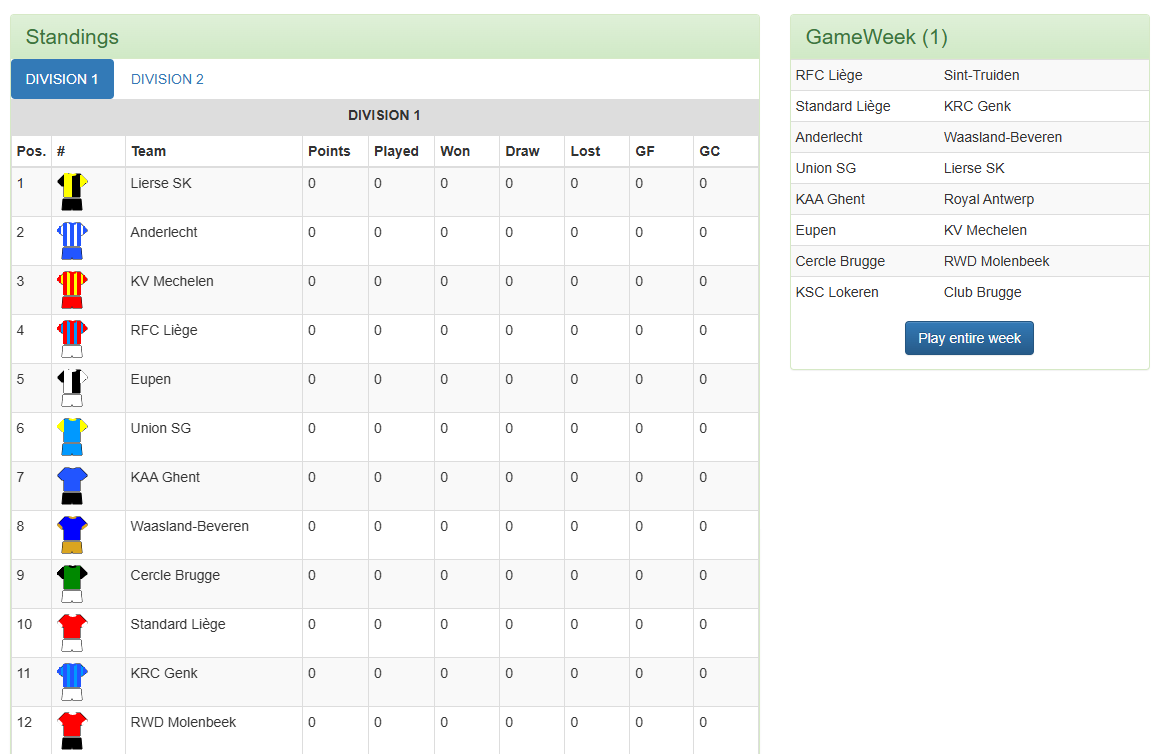 Standings
DIVISION 1 DIVISION 2
DIVISION 1
Pos. # Team Points Played Won Draw Lost GF GC
1 Lierse SK 0 0 0 0 0 0 0
2 Anderlecht 0 0 0 0 0 0 0
3 KV Mechelen 0 0 0 0 0 0 0
4 RFC Liège 0 0 0 0 0 0 0
5 Eupen 0 0 0 0 0 0 0
6 Union SG 0 0 0 0 0 0 0
7 KAA Ghent 0 0 0 0 0 0 0
8 Waasland-Beveren 0 0 0 0 0 0 0
9 Cercle Brugge 0 0 0 0 0 0 0
10 Standard Liège 0 0 0 0 0 0 0
11 KRC Genk 0 0 0 0 0 0 0
12 RWD Molenbeek 0 0 0 0 0 0 0
GameWeek (1)
RFC Liège Sint-Truiden
Standard Liège KRC Genk
Anderlecht Waasland-Beveren
Union SG Lierse SK
KAA Ghent Royal Antwerp
Eupen KV Mechelen
Cercle Brugge RWD Molenbeek
KSC Lokeren Club Brugge
Play entire week